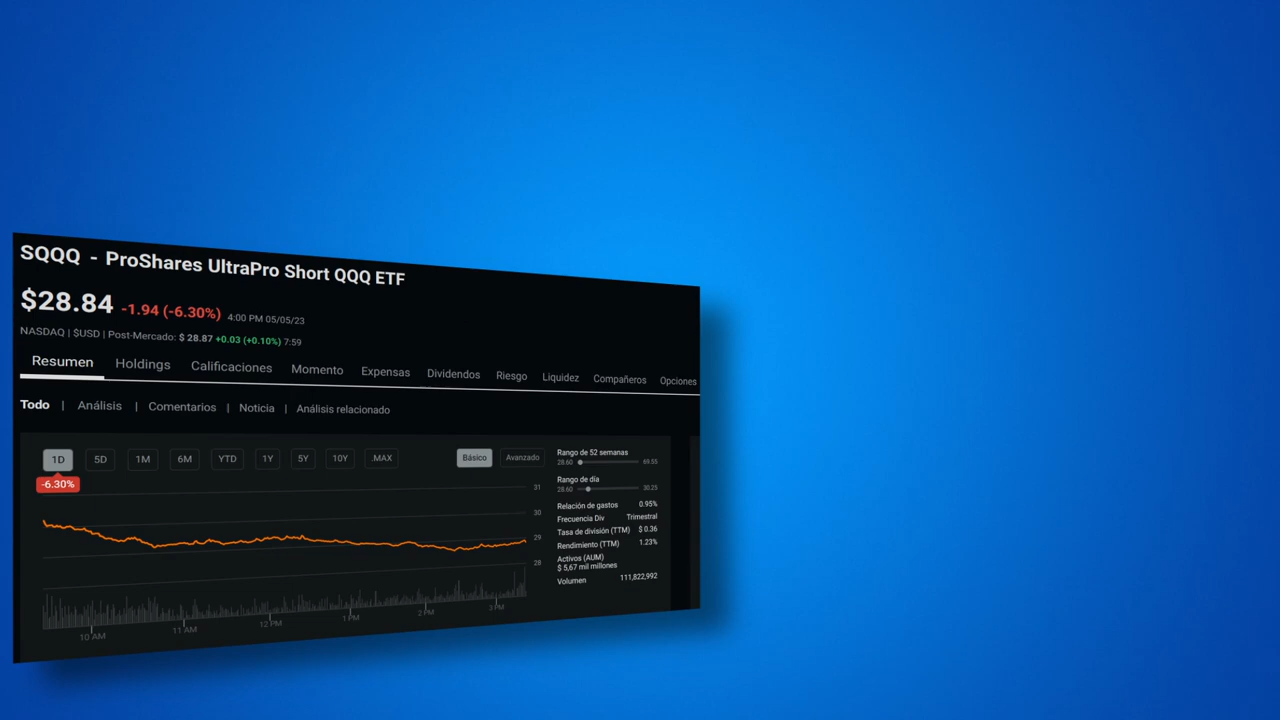 SQQQ - ProShares UltraPro Short QQQ ETF
$28.84 -1.94 (-6.30%) 4:00 PM 05/05/23
NASDAQ | $USD | Post-Mercado: $ 28.87 +0.03 (+0.10%) 7:59
Resumen Holdings Calificaciones Momento Expensas Dividendos Riesgo Liquidez Compañeros Opciones
Todo | Análisis | Comentarios | Noticia | Análisis relacionado
1D 5D 1M 6M YTD 1Y 5Y 10Y .MAX Básico Avanzado
-6.30%
31
30
29
28
10 AM 11 AM 12 PM 1 PM 2 PM 3 PM
Rango de 52 semanas
28.60 69.55
Rango de día
28.60 30.25
Relación de gastos 0.95%
Frecuencia Div Trimestral
Tasa de división (TTM) $ 0.36
Rendimiento (TTM) 1.23%
Activos (AUM)
$ 5,67 mil millones
Volumen 111,822,992